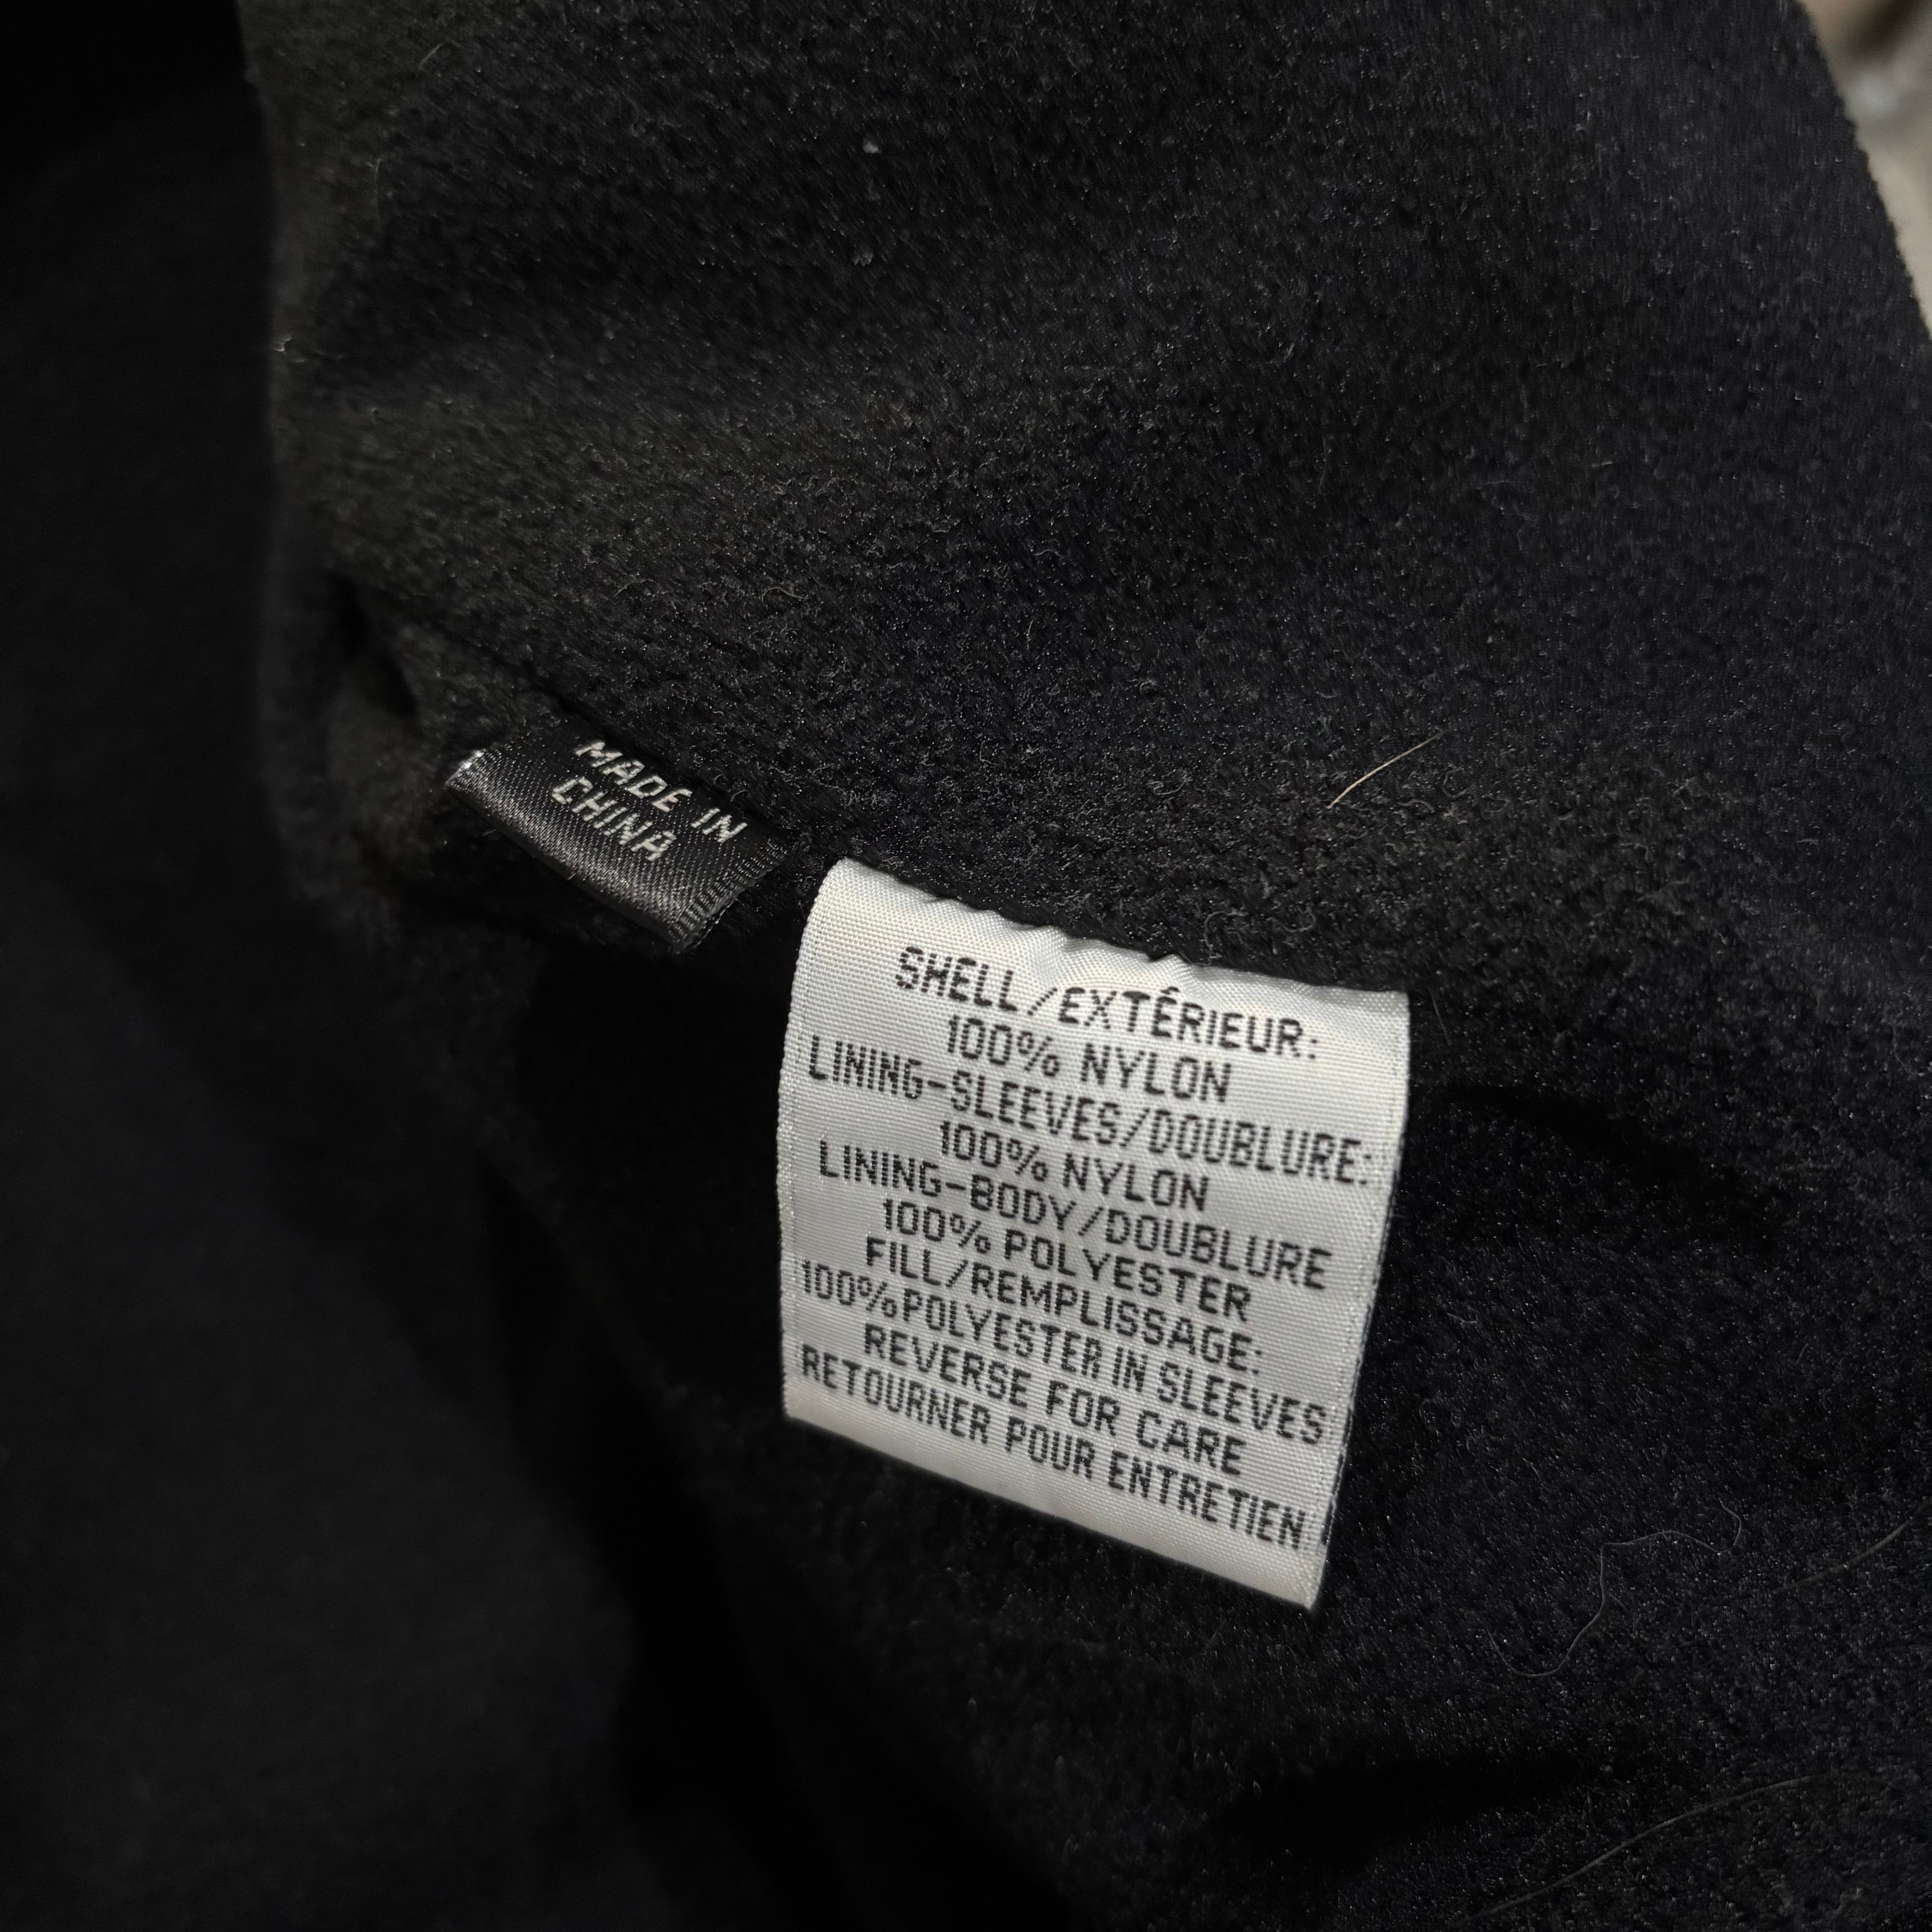 MADE IN
CHINA
SHELL/EXTÉRIEUR:
100% NYLON
LINING-SLEEVES/DOUBLURE:
100% NYLON
LINING-BODY/DOUBLURE
100% POLYESTER
FILL/REMPLISSAGE:
100% POLYESTER IN SLEEVES
REVERSE FOR CARE
RETOURNER POUR ENTRETIEN